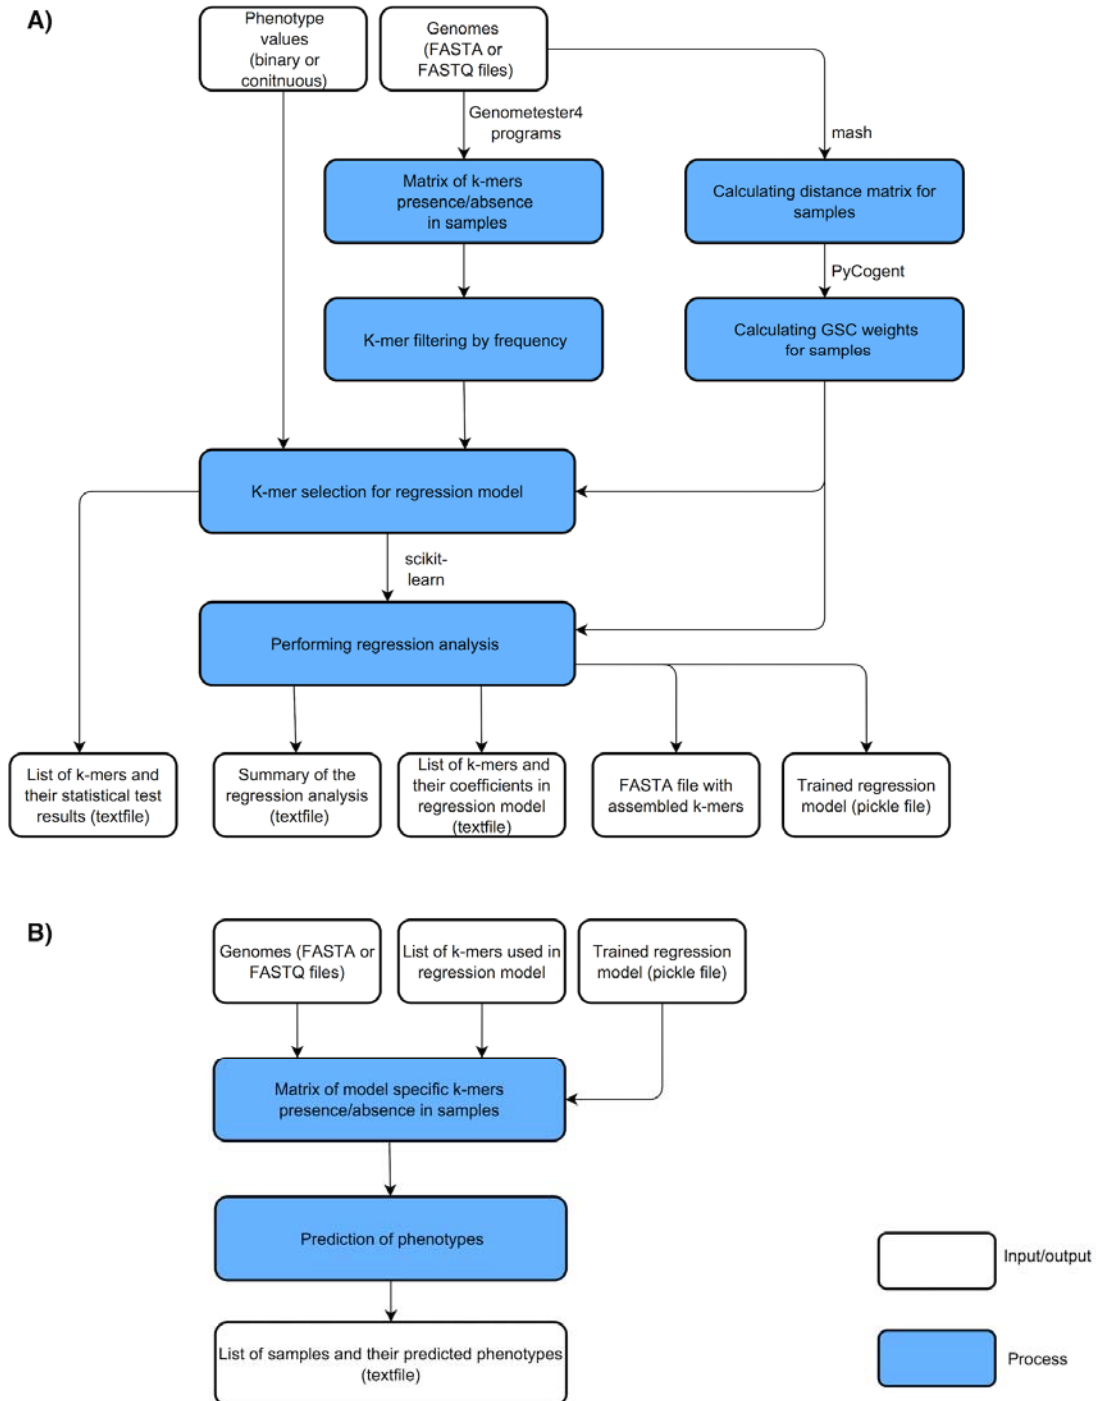 A)
Phenotype
values
(binary or
conitnuous)
Genomes
(FASTA or
FASTQ files)
Genometester4
programs
mash
Matrix of k-mers
presence/absence
in samples
Calculating distance matrix for
samples
PyCogent
K-mer filtering by frequency
Calculating GSC weights
for samples
K-mer selection for regression model
scikit-
learn
Performing regression analysis
List of k-mers and
their statistical test
results (textfile)
Summary of the
regression analysis
(textfile)
List of k-mers and
their coefficients in
regression model
(textfile)
FASTA file with
assembled k-mers
Trained regression
model (pickle file)
B)
Genomes (FASTA or
FASTQ files)
List of k-mers used in
regression model
Trained regression
model (pickle file)
Matrix of model specific k-mers
presence/absence in samples
Prediction of phenotypes
List of samples and their predicted phenotypes
(textfile)
Input/output
Process